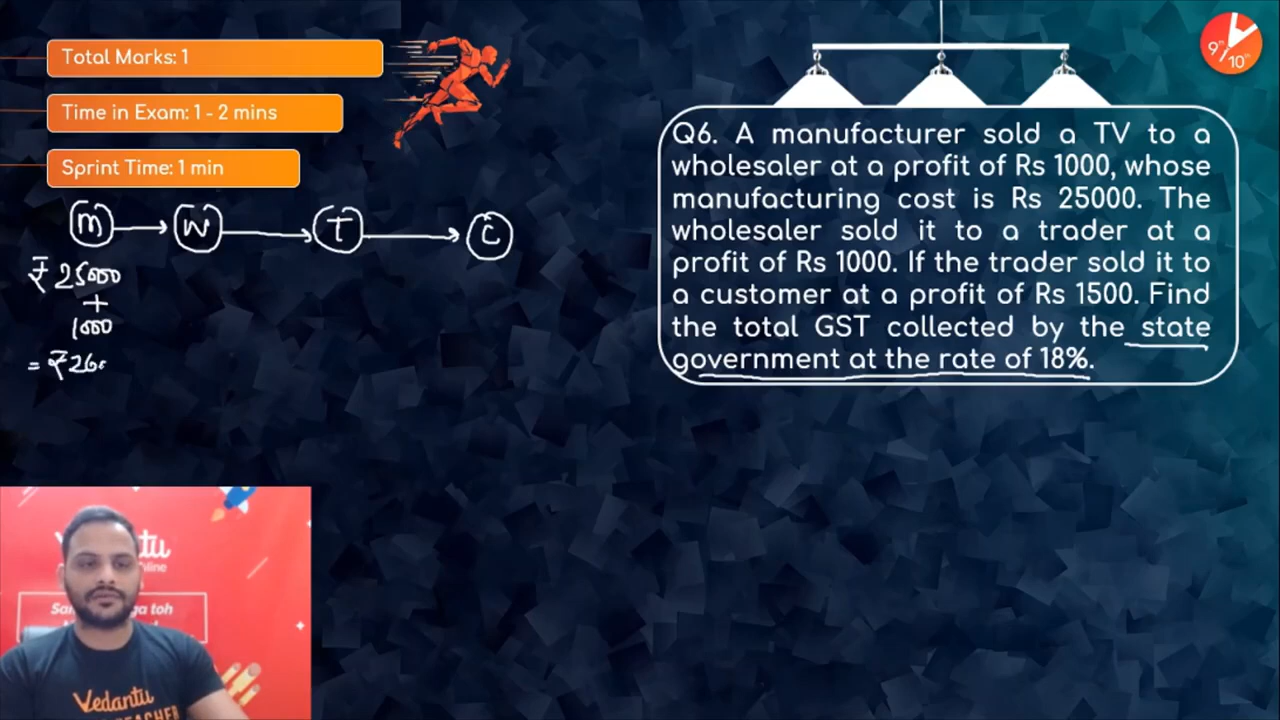 Total Marks: 1
Time in Exam: 1 - 2 mins
Sprint Time: 1 min
M W T C
₹ 25000
+
1000
= ₹26
Q6. A manufacturer sold a TV to a
wholesaler at a profit of Rs 1000, whose
manufacturing cost is Rs 25000. The
wholesaler sold it to a trader at a
profit of Rs 1000. If the trader sold it to
a customer at a profit of Rs 1500. Find
the total GST collected by the state
government at the rate of 18%.
9th
10th
Vedantu